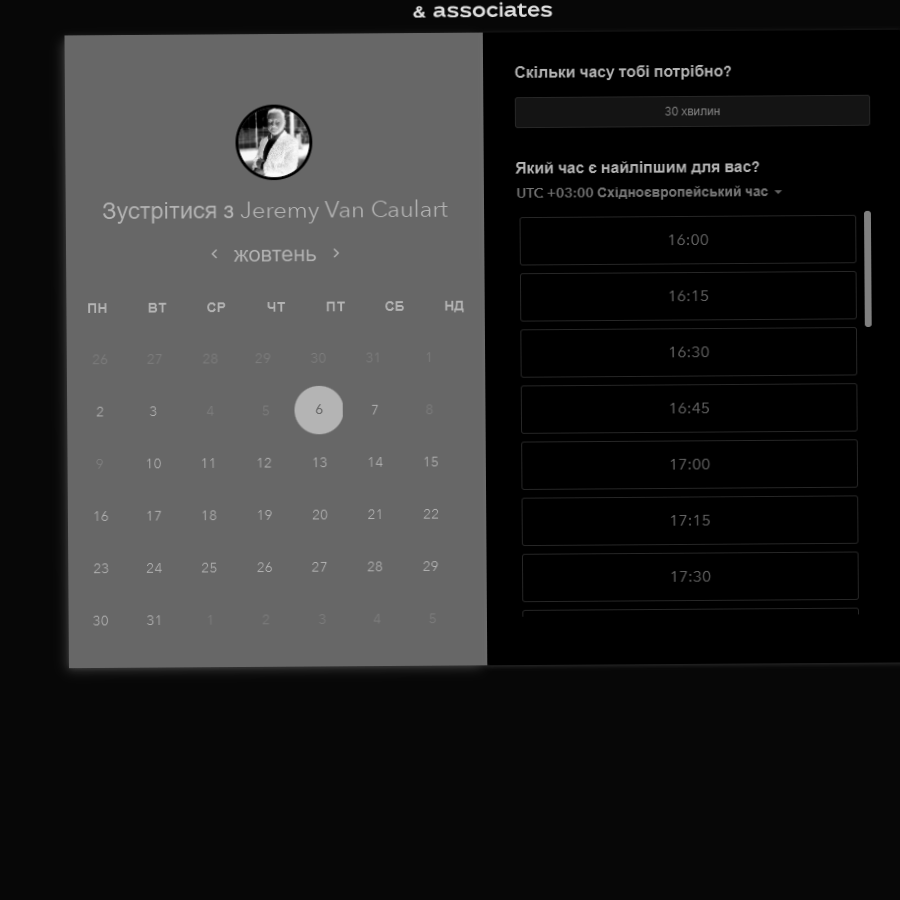 & associates
Зустрітися з Jeremy Van Caulart
жовтень
ПН ВТ СР ЧТ ПТ СБ НД
26 27 28 29 30 31 1
2 3 4 5 6 7 8
9 10 11 12 13 14 15
16 17 18 19 20 21 22
23 24 25 26 27 28 29
30 31 1 2 3 4 5
Скільки часу тобі потрібно?
30 хвилин
Який час є найліпшим для вас?
UTC +03:00 Східноєвропейський час
16:00
16:15
16:30
16:45
17:00
17:15
17:30